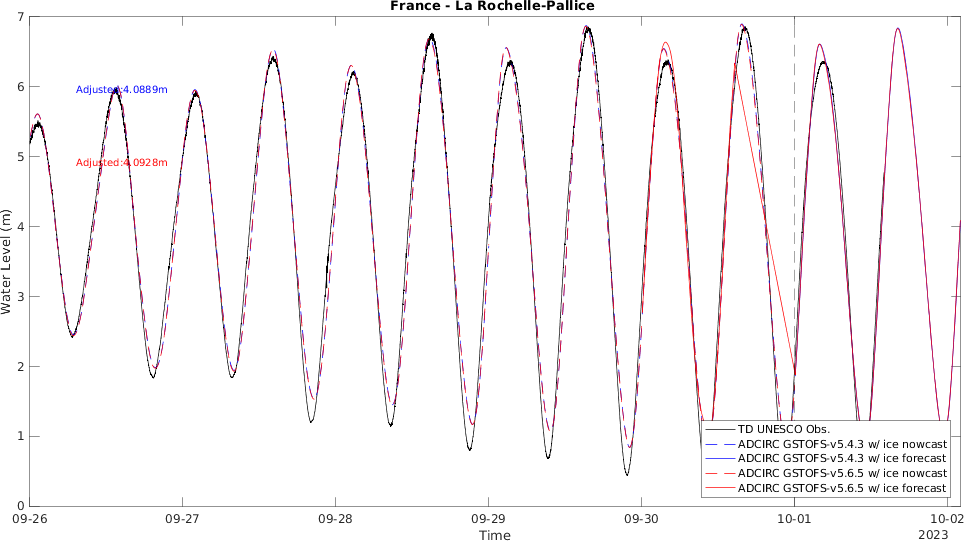 France - La Rochelle-Pallice
7
6
5
4
3
2
1
0
Water Level (m)
Adjusted:4.0889m
Adjusted:4.0928m
TD UNESCO Obs.
ADCIRC GSTOFS-v5.4.3 w/ ice nowcast
ADCIRC GSTOFS-v5.4.3 w/ ice forecast
ADCIRC GSTOFS-v5.6.5 w/ ice nowcast
ADCIRC GSTOFS-v5.6.5 w/ ice forecast
09-26 09-27 09-28 09-29 09-30 10-01 10-02
Time
2023